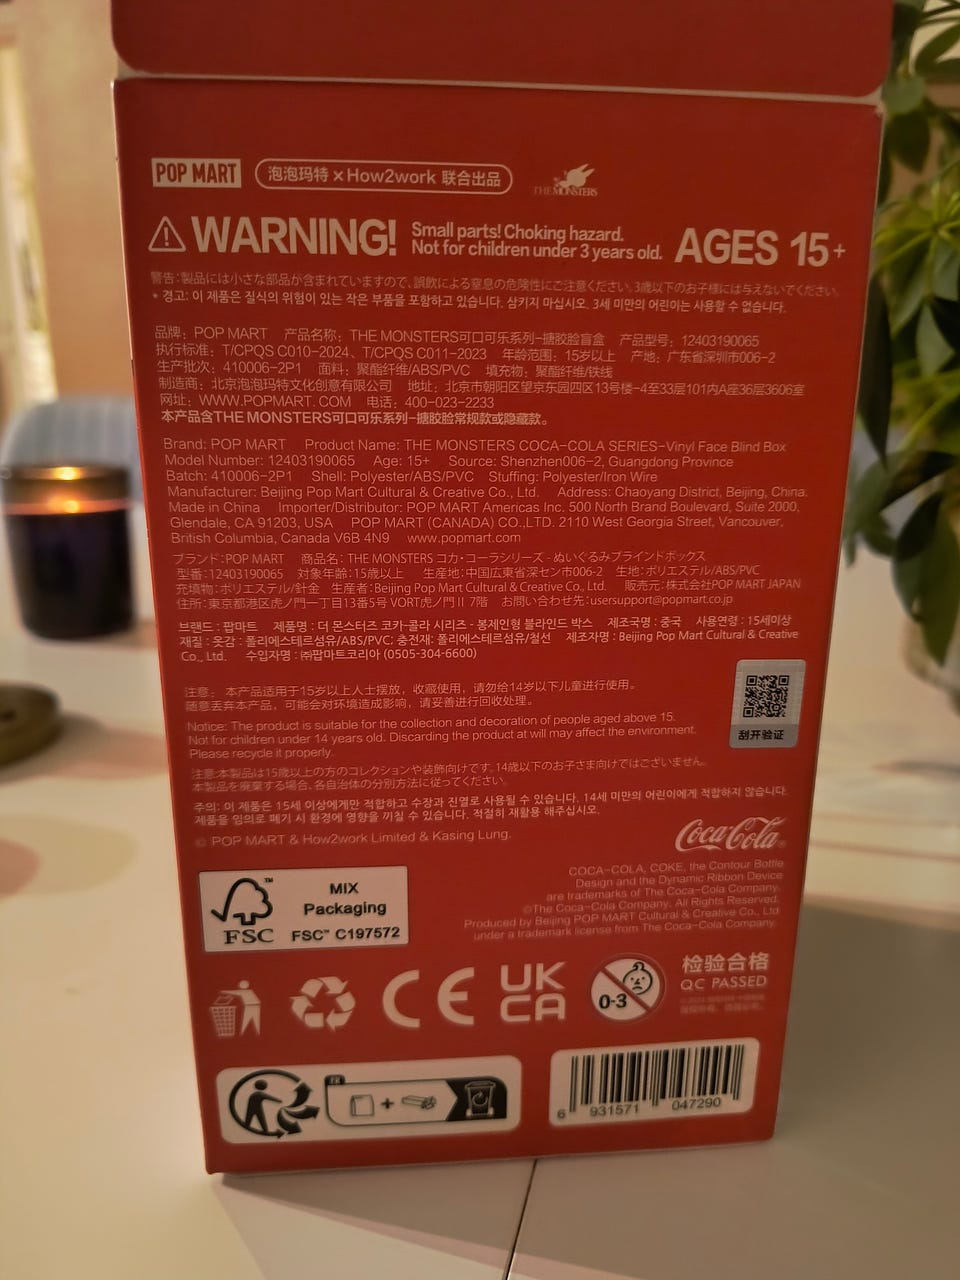 POP MART 泡泡玛特 × How2work 联合出品 THE MONSTERS
WARNING! Small parts! Choking hazard. AGES 15+
Not for children under 3 years old.
警告:製品には小さな部品が含まれていますので、誤飲による窒息の危険性にご注意ください。3歳以下のお子様には与えないでください。
* 경고: 이 제품은 질식의 위험이 있는 작은 부품을 포함하고 있습니다. 삼키지 마십시오. 3세 미만의 어린이는 사용할 수 없습니다.
品牌：POP MART 产品名称：THE MONSTERS可口可乐系列-搪胶脸盲盒 产品型号：12403190065
执行标准：T/CPQS C010-2024、T/CPQS C011-2023 年龄范围：15岁以上 产地：广东省深圳市006-2
生产批次：410006-2P1 面料：聚酯纤维/ABS/PVC 填充物：聚酯纤维/铁线
制造商：北京泡泡玛特文化创意有限公司 地址：北京市朝阳区望京东园四区13号楼-4至33层101内A座36层3606室
网址：WWW.POPMART.COM 电话：400-023-2233
本产品含THE MONSTERS可口可乐系列-搪胶脸常规款或隐藏款。
Brand: POP MART Product Name: THE MONSTERS COCA-COLA SERIES-Vinyl Face Blind Box
Model Number: 12403190065 Age: 15+ Source: Shenzhen006-2, Guangdong Province
Batch: 410006-2P1 Shell: Polyester/ABS/PVC Stuffing: Polyester/Iron Wire
Manufacturer: Beijing Pop Mart Cultural & Creative Co., Ltd. Address: Chaoyang District, Beijing, China.
Made in China Importer/Distributor: POP MART Americas Inc. 500 North Brand Boulevard, Suite 2000,
Glendale, CA 91203, USA POP MART (CANADA) CO.,LTD. 2110 West Georgia Street, Vancouver,
British Columbia, Canada V6B 4N9 www.popmart.com
ブランド:POP MART 商品名: THE MONSTERS コカ・コーラシリーズ - ぬいぐるみブラインドボックス
型番:12403190065 対象年齢:15歳以上 生産地:中国広東省深セン市006-2 生地:ポリエステル/ABS/PVC
充填物:ポリエステル/針金 生産者:Beijing Pop Mart Cultural & Creative Co., Ltd. 販売元:株式会社POP MART JAPAN
住所:東京都港区虎ノ門一丁目13番5号 VORT虎ノ門II 7階 お問い合わせ先:usersupport@popmart.co.jp
브랜드 : 팝마트 제품명 : 더 몬스터즈 코카-콜라 시리즈 - 봉제인형 블라인드 박스 제조국명 : 중국 사용연령 : 15세이상
재질 : 옷감 : 폴리에스테르섬유/ABS/PVC; 충전재: 폴리에스테르섬유/철선 제조자명 : Beijing Pop Mart Cultural & Creative
Co., Ltd. 수입자명 : ㈜팝마트코리아 (0505-304-6600)
注意：本产品适用于15岁以上人士摆放，收藏使用，请勿给14岁以下儿童进行使用。
随意丢弃本产品，可能会对环境造成影响，请妥善进行回收处理。
刮开验证
Notice: The product is suitable for the collection and decoration of people aged above 15.
Not for children under 14 years old. Discarding the product at will may affect the environment.
Please recycle it properly.
注意:本製品は15歳以上の方のコレクションや装飾向けです。14歳以下のお子さま向けではございません。
本製品を廃棄する場合、各自治体の分別方法に従ってください。
주의: 이 제품은 15세 이상에게만 적합하고 수장과 진열로 사용될 수 있습니다. 14세 미만의 어린이에게 적합하지 않습니다.
제품을 임의로 폐기 시 환경에 영향을 끼칠 수 있습니다. 적절히 재활용 해주십시오.
© POP MART & How2work Limited & Kasing Lung.
Coca-Cola®
COCA-COLA, COKE, the Contour Bottle
Design and the Dynamic Ribbon Device
are trademarks of The Coca-Cola Company.
©The Coca-Cola Company. All Rights Reserved.
Produced by Beijing POP MART Cultural & Creative Co., Ltd
under a trademark license from The Coca-Cola Company.
FSC™
MIX
Packaging
FSC™ C197572
CE
UK
CA
0-3
检验合格
QC PASSED
FR
6 931571 047290